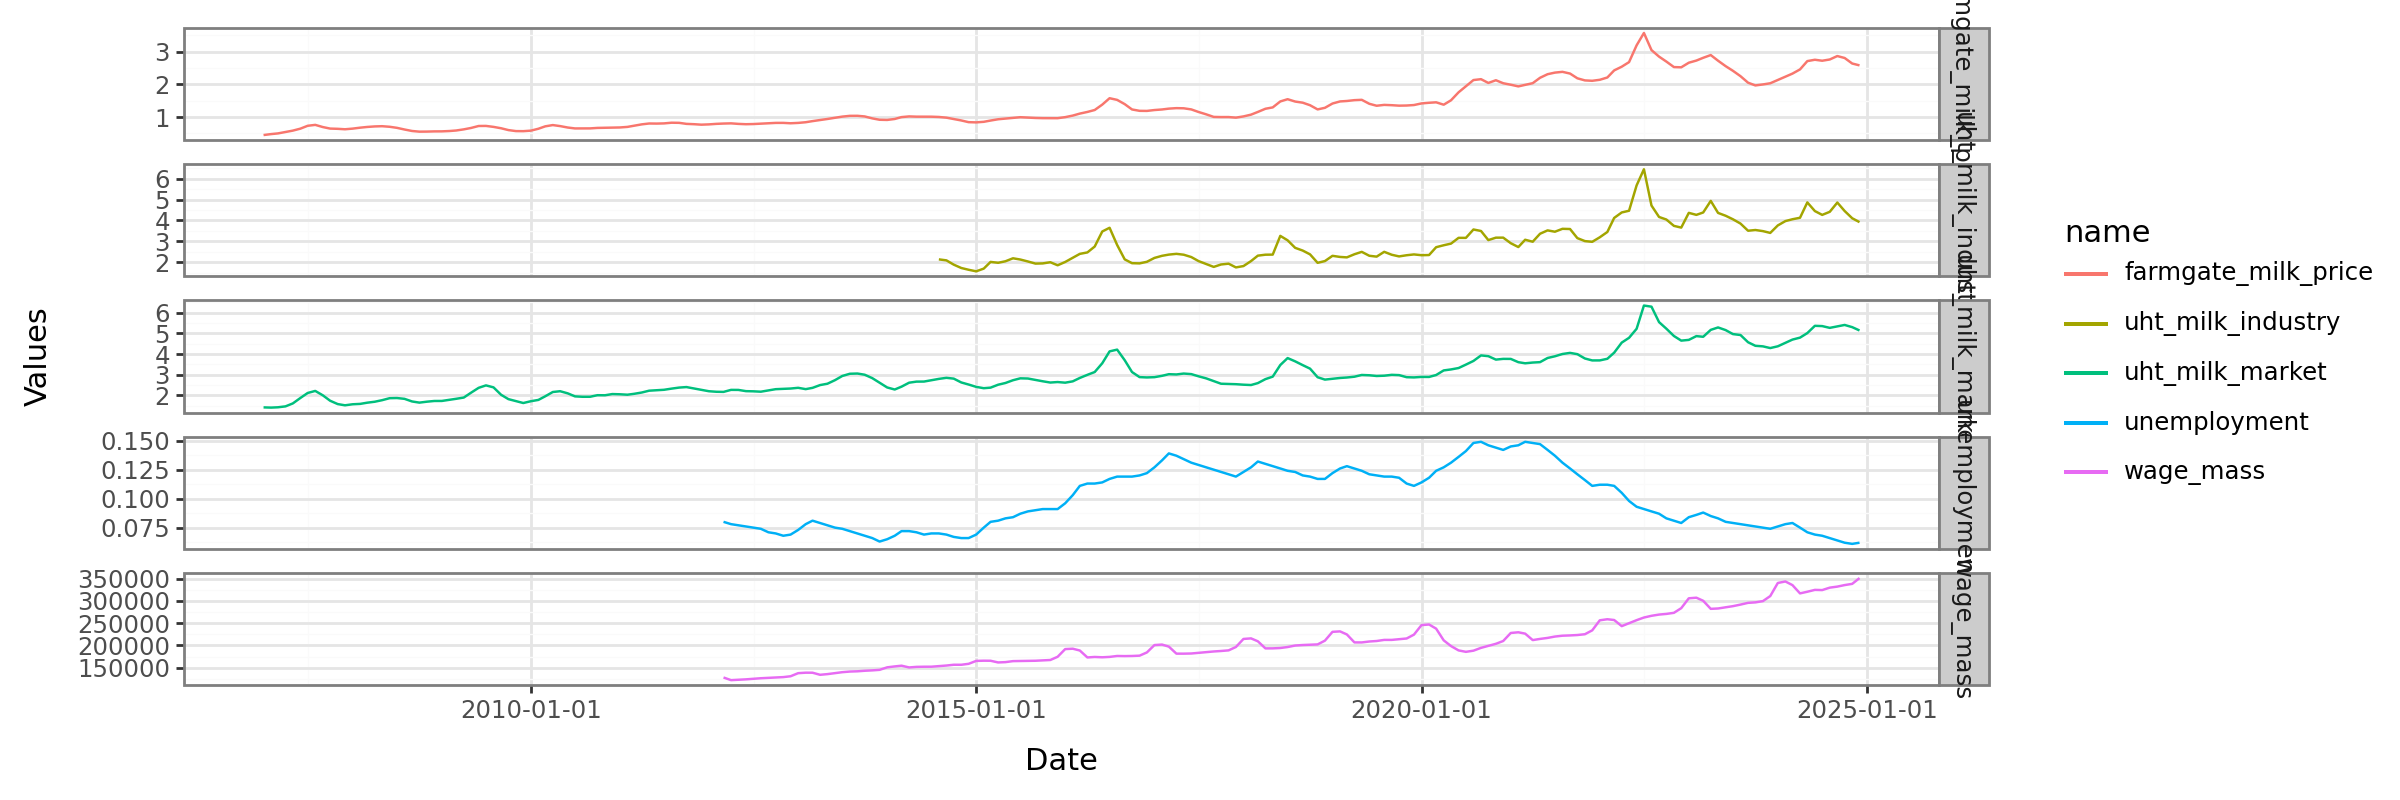 Values
3
2
1
6
5
4
3
2
6
5
4
3
2
0.150
0.125
0.100
0.075
350000
300000
250000
200000
150000
2010-01-01
2015-01-01
2020-01-01
2025-01-01
Date
wage_mass
name
farmgate_milk_price
uht_milk_industry
uht_milk_market
unemployment
wage_mass